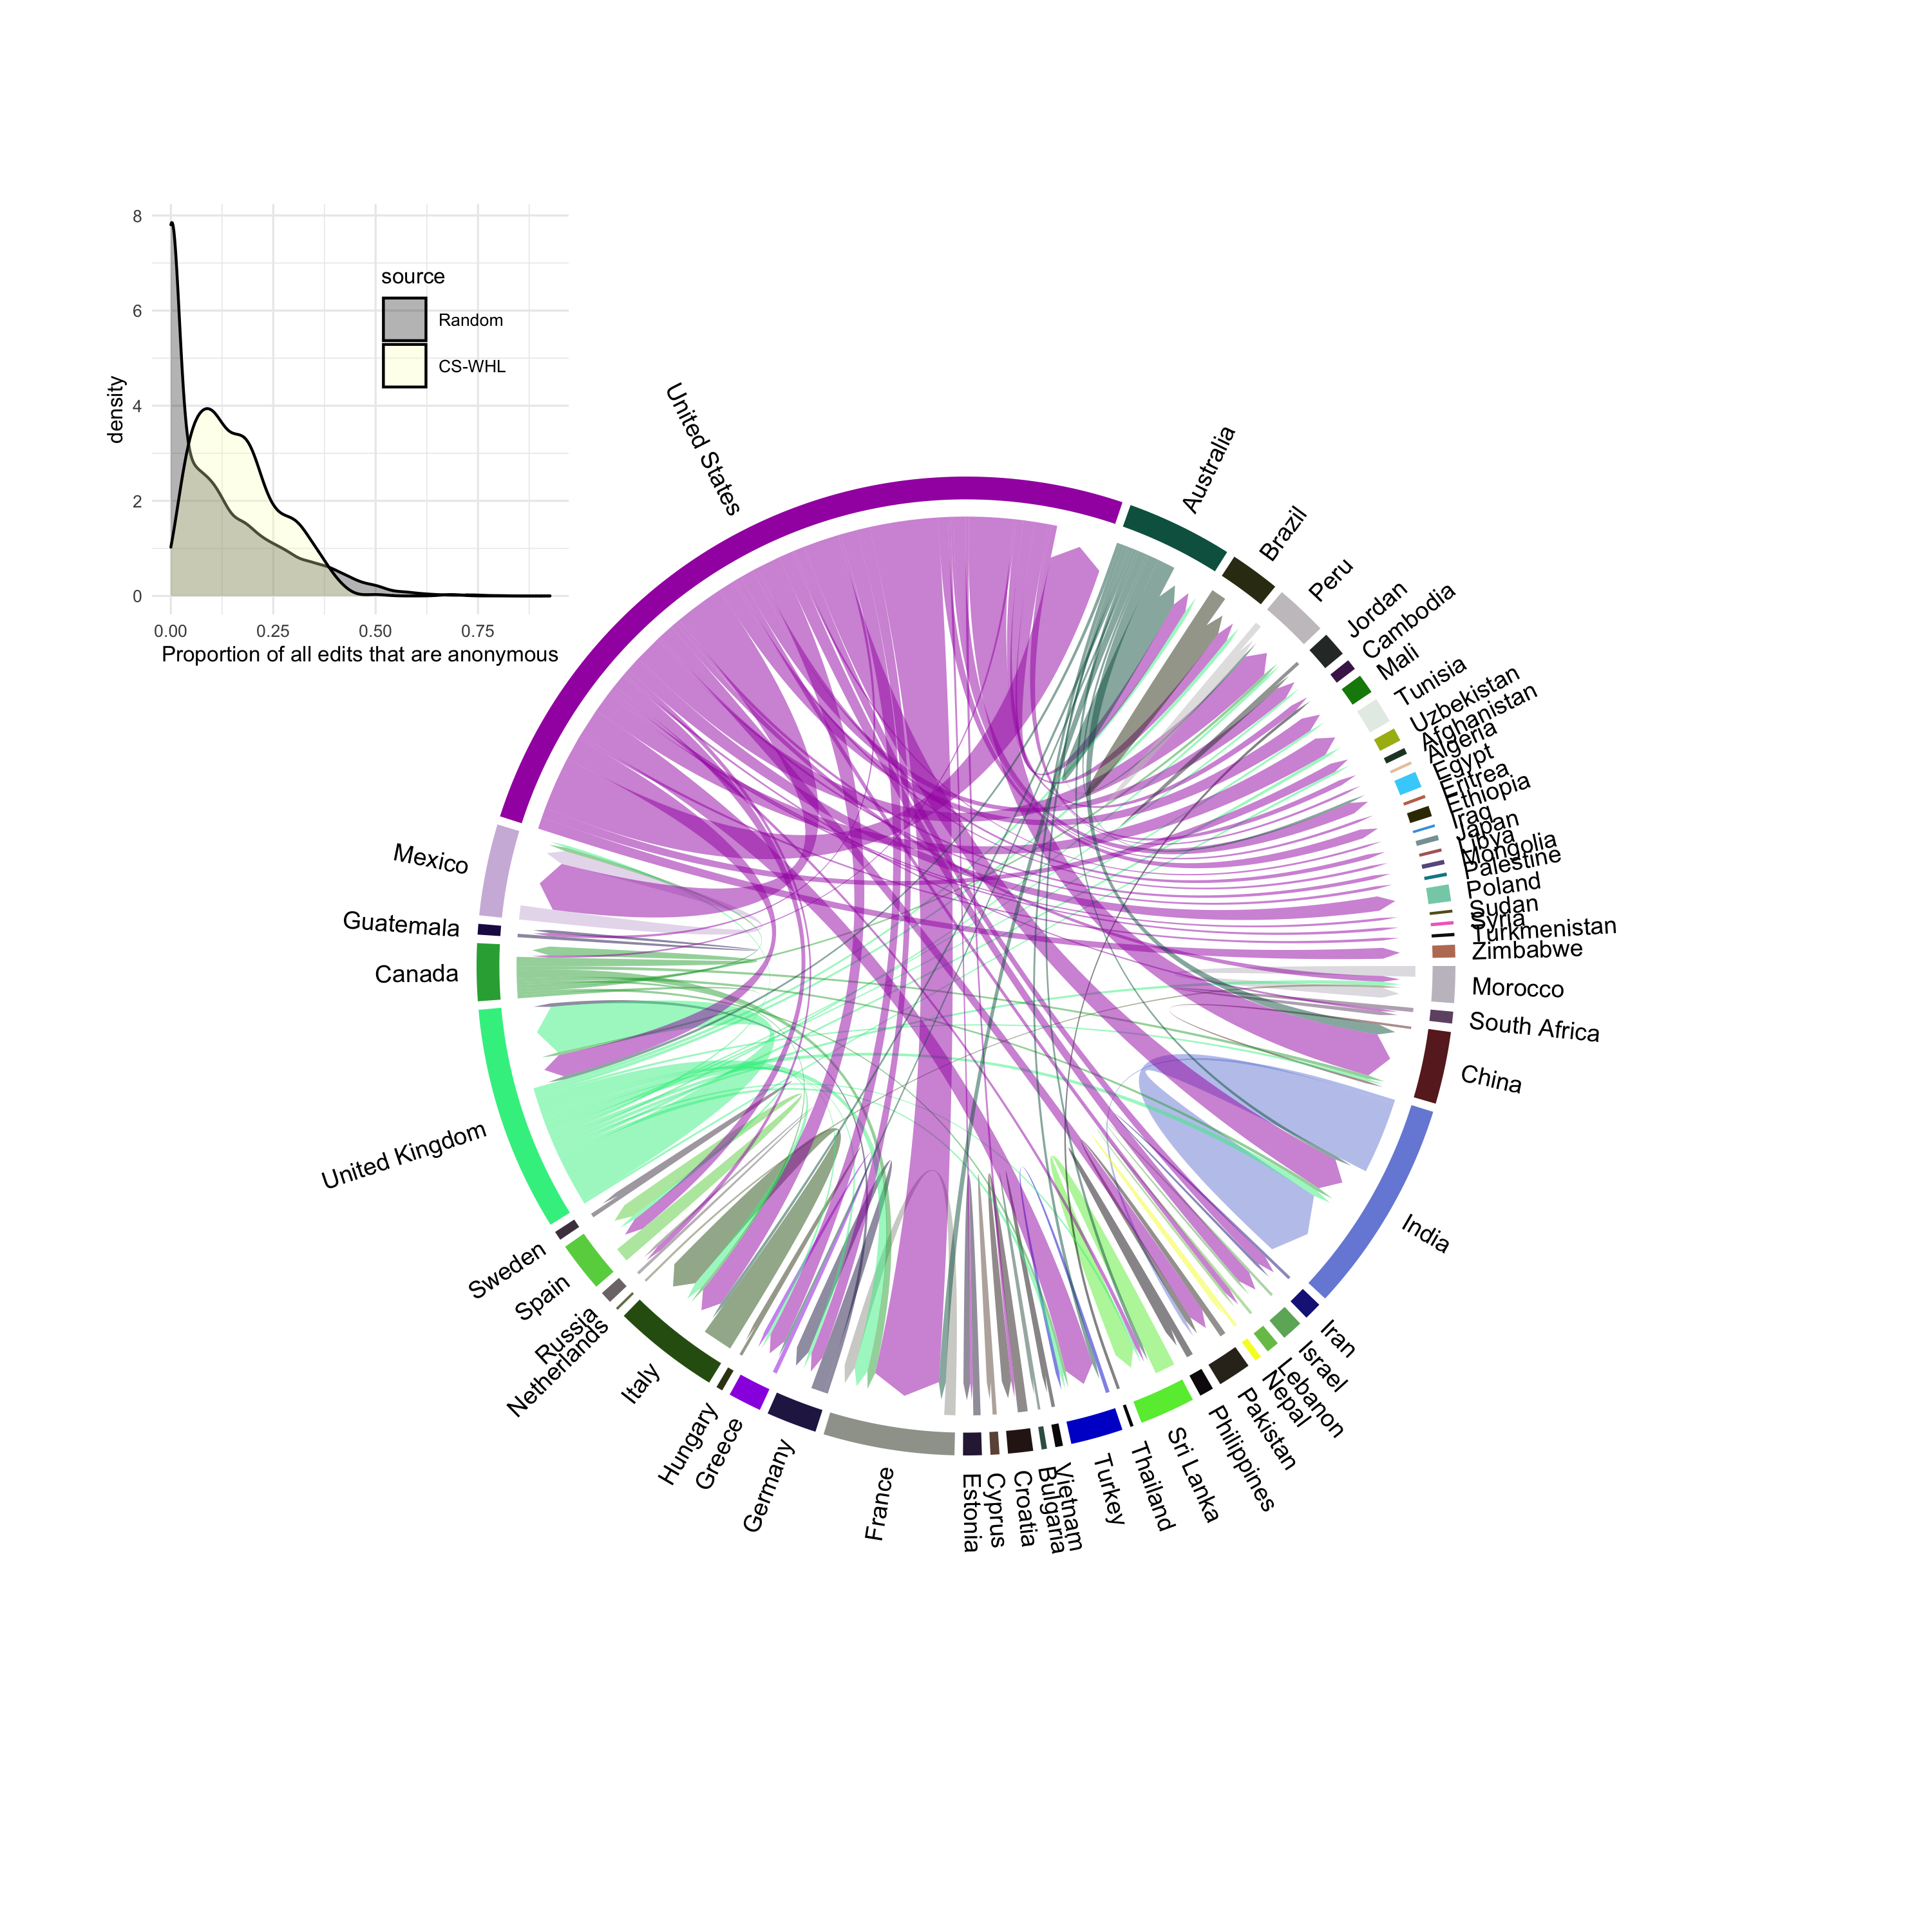 8
6
4
2
0
density
source
Random
CS-WHL
0.00 0.25 0.50 0.75
Proportion of all edits that are anonymous
United States
Australia
Brazil
Peru
Jordan
Cambodia
Mali
Tunisia
Uzbekistan
Afghanistan
Algeria
Egypt
Eritrea
Ethiopia
Iraq
Japan
Libya
Mongolia
Palestine
Poland
Sudan
Syria
Turkmenistan
Zimbabwe
Morocco
South Africa
China
India
Iran
Israel
Lebanon
Nepal
Pakistan
Philippines
Sri Lanka
Thailand
Turkey
Vietnam
Bulgaria
Croatia
Cyprus
Estonia
France
Germany
Greece
Hungary
Italy
Netherlands
Russia
Spain
Sweden
United Kingdom
Canada
Guatemala
Mexico